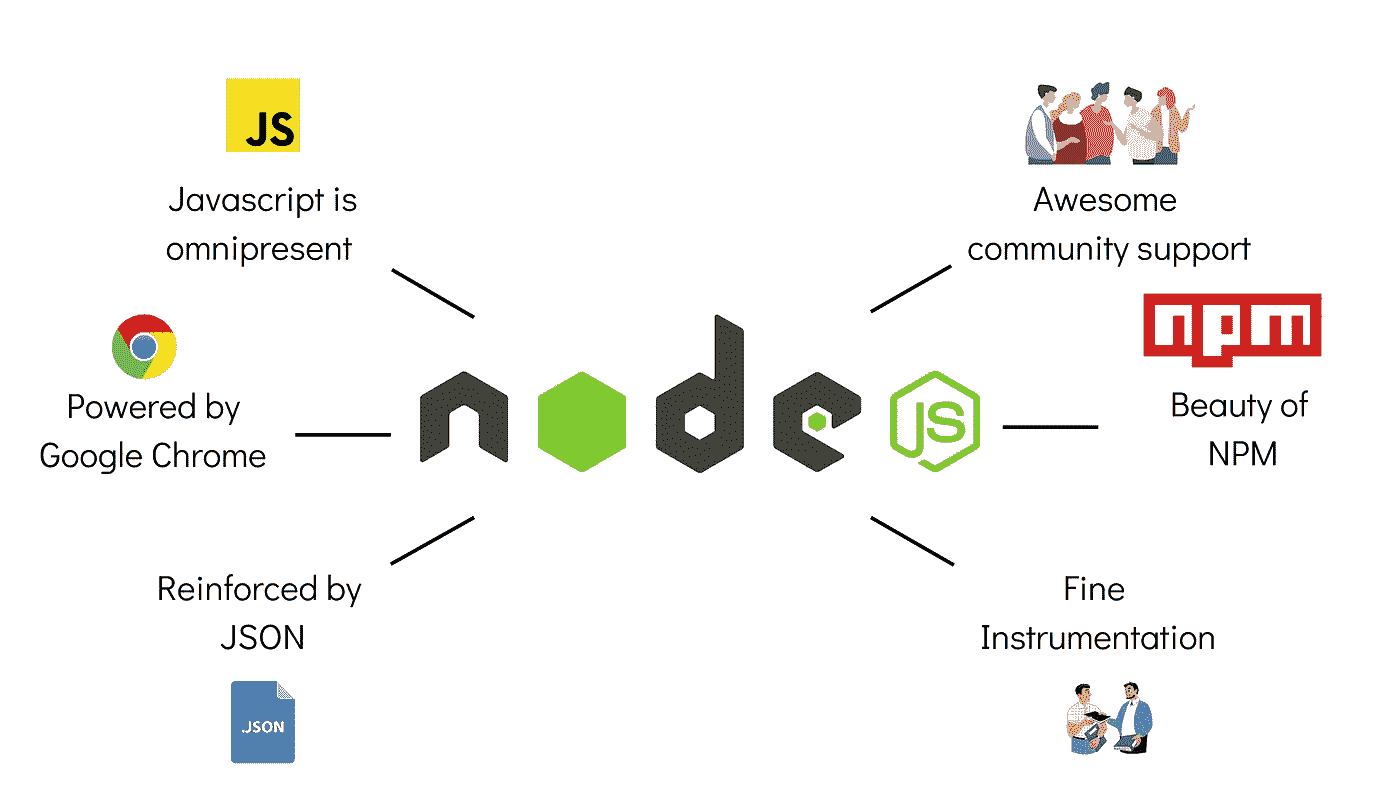 JS
Javascript is
omnipresent
Awesome
community support
Powered by
Google Chrome
node
JS
npm
Beauty of
NPM
Reinforced by
JSON
.JSON
Fine
Instrumentation